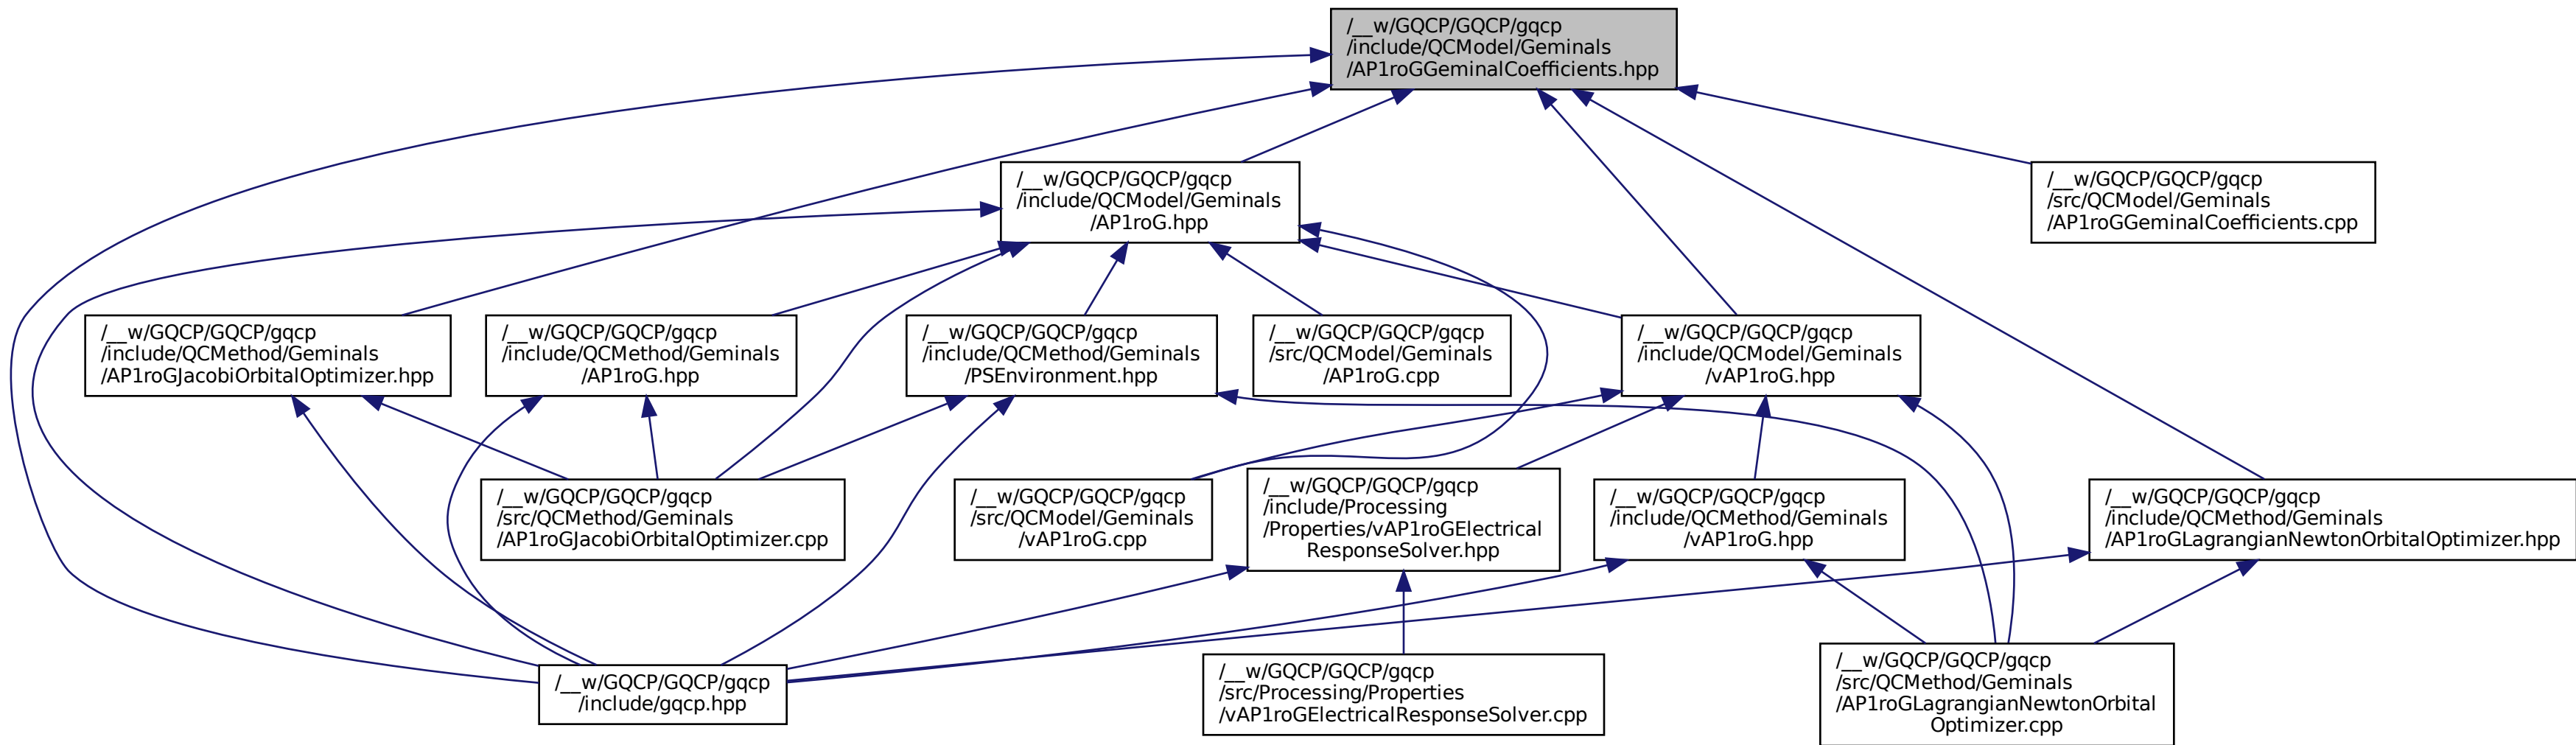 /__w/GQCP/GQCP/gqcp
/include/QCModel/Geminals
/AP1roGGeminalCoefficients.hpp
/__w/GQCP/GQCP/gqcp
/include/QCModel/Geminals
/AP1roG.hpp
/__w/GQCP/GQCP/gqcp
/src/QCModel/Geminals
/AP1roGGeminalCoefficients.cpp
/__w/GQCP/GQCP/gqcp
/include/QCMethod/Geminals
/AP1roGJacobiOrbitalOptimizer.hpp
/__w/GQCP/GQCP/gqcp
/include/QCMethod/Geminals
/AP1roG.hpp
/__w/GQCP/GQCP/gqcp
/include/QCMethod/Geminals
/PSEnvironment.hpp
/__w/GQCP/GQCP/gqcp
/src/QCModel/Geminals
/AP1roG.cpp
/__w/GQCP/GQCP/gqcp
/include/QCModel/Geminals
/vAP1roG.hpp
/__w/GQCP/GQCP/gqcp
/src/QCMethod/Geminals
/AP1roGJacobiOrbitalOptimizer.cpp
/__w/GQCP/GQCP/gqcp
/src/QCModel/Geminals
/vAP1roG.cpp
/__w/GQCP/GQCP/gqcp
/include/Processing
/Properties/vAP1roGElectrical
ResponseSolver.hpp
/__w/GQCP/GQCP/gqcp
/include/QCMethod/Geminals
/vAP1roG.hpp
/__w/GQCP/GQCP/gqcp
/include/QCMethod/Geminals
/AP1roGLagrangianNewtonOrbitalOptimizer.hpp
/__w/GQCP/GQCP/gqcp
/include/gqcp.hpp
/__w/GQCP/GQCP/gqcp
/src/Processing/Properties
/vAP1roGElectricalResponseSolver.cpp
/__w/GQCP/GQCP/gqcp
/src/QCMethod/Geminals
/AP1roGLagrangianNewtonOrbital
Optimizer.cpp